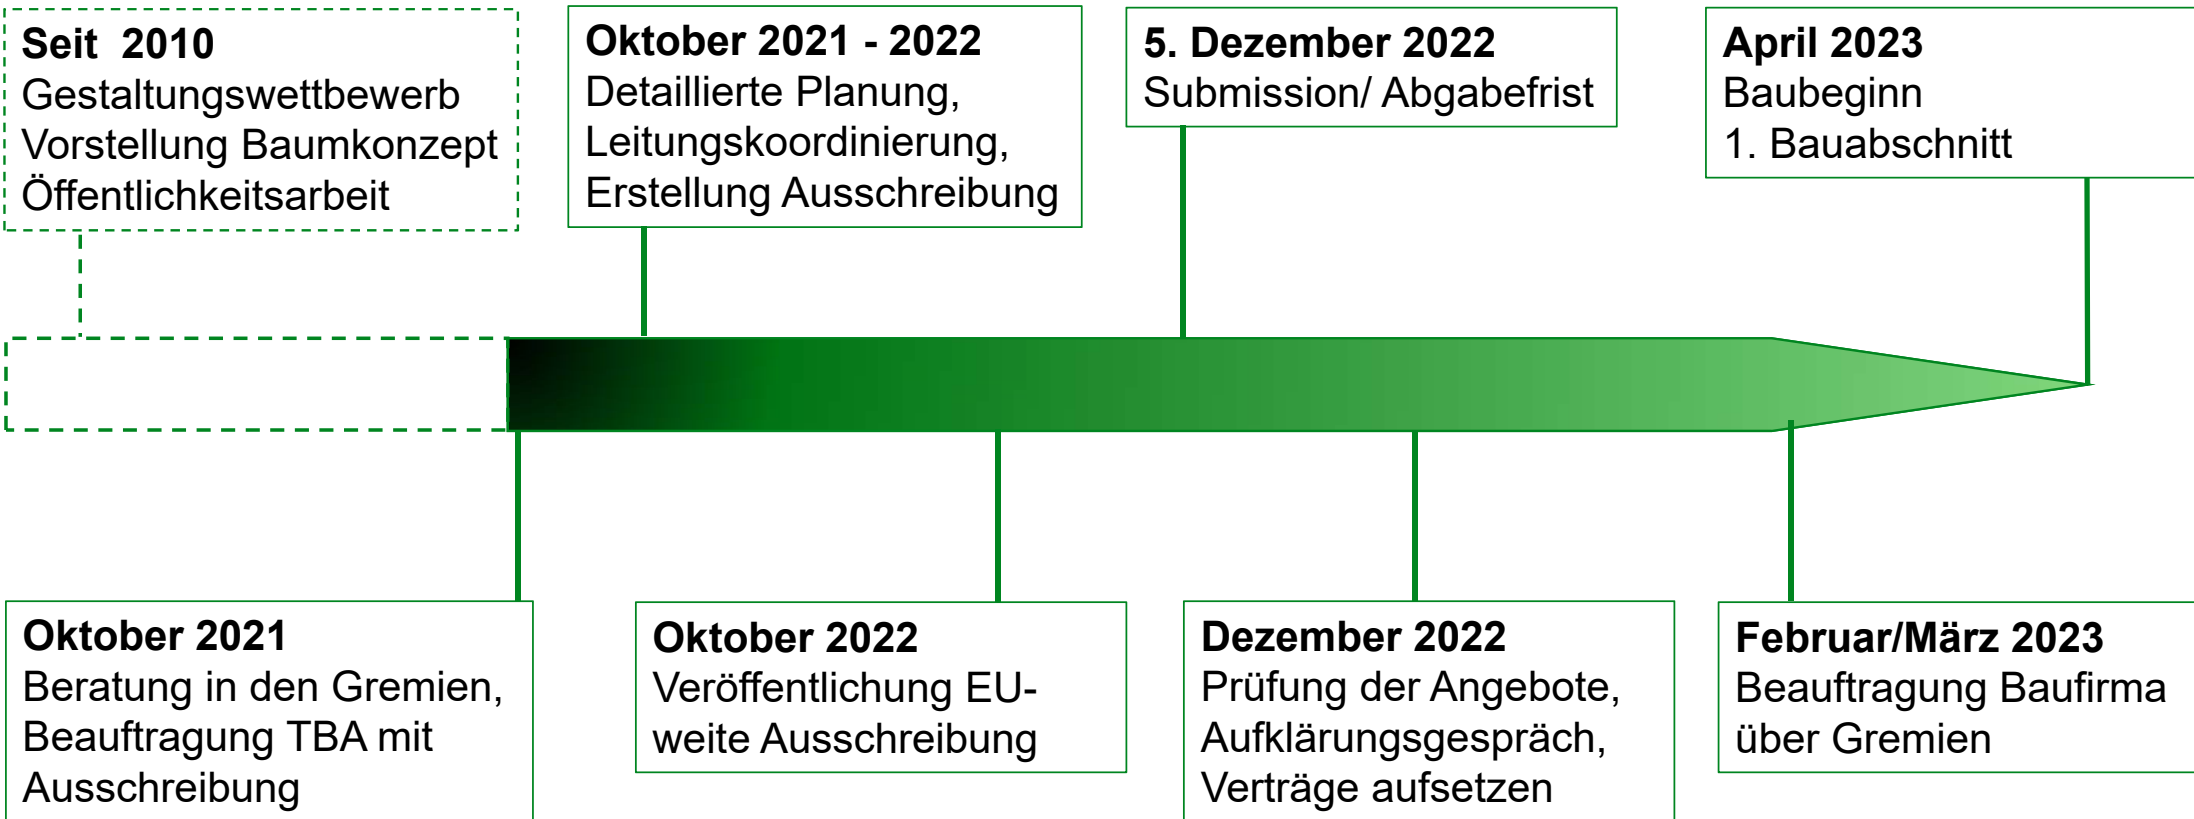 Seit  2010
Gestaltungswettbewerb
Vorstellung Baumkonzept
Öffentlichkeitsarbeit
Oktober 2021 - 2022
Detaillierte Planung,
Leitungskoordinierung,
Erstellung Ausschreibung
5. Dezember 2022
Submission/ Abgabefrist
April 2023
Baubeginn
1. Bauabschnitt
Oktober 2021
Beratung in den Gremien,
Beauftragung TBA mit
Ausschreibung
Oktober 2022
Veröffentlichung EU-
weite Ausschreibung
Dezember 2022
Prüfung der Angebote,
Aufklärungsgespräch,
Verträge aufsetzen
Februar/März 2023
Beauftragung Baufirma
über Gremien